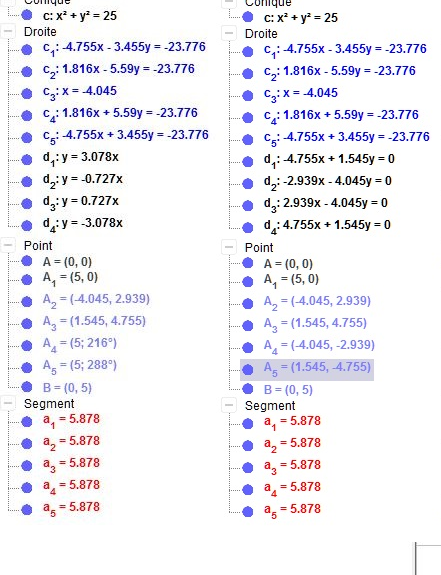 Conique
c: x² + y² = 25
Droite
c₁: -4.755x - 3.455y = -23.776
c₂: 1.816x - 5.59y = -23.776
c₃: x = -4.045
c₄: 1.816x + 5.59y = -23.776
c₅: -4.755x + 3.455y = -23.776
d₁: y = 3.078x
d₂: y = -0.727x
d₃: y = 0.727x
d₄: y = -3.078x
Point
A = (0, 0)
A₁ = (5, 0)
A₂ = (-4.045, 2.939)
A₃ = (1.545, 4.755)
A₄ = (5; 216°)
A₅ = (5; 288°)
B = (0, 5)
Segment
a₁ = 5.878
a₂ = 5.878
a₃ = 5.878
a₄ = 5.878
a₅ = 5.878
Conique
c: x² + y² = 25
Droite
c₁: -4.755x - 3.455y = -23.776
c₂: 1.816x - 5.59y = -23.776
c₃: x = -4.045
c₄: 1.816x + 5.59y = -23.776
c₅: -4.755x + 3.455y = -23.776
d₁: -4.755x + 1.545y = 0
d₂: -2.939x - 4.045y = 0
d₃: 2.939x - 4.045y = 0
d₄: 4.755x + 1.545y = 0
Point
A = (0, 0)
A₁ = (5, 0)
A₂ = (-4.045, 2.939)
A₃ = (1.545, 4.755)
A₄ = (-4.045, -2.939)
A₅ = (1.545, -4.755)
B = (0, 5)
Segment
a₁ = 5.878
a₂ = 5.878
a₃ = 5.878
a₄ = 5.878
a₅ = 5.878